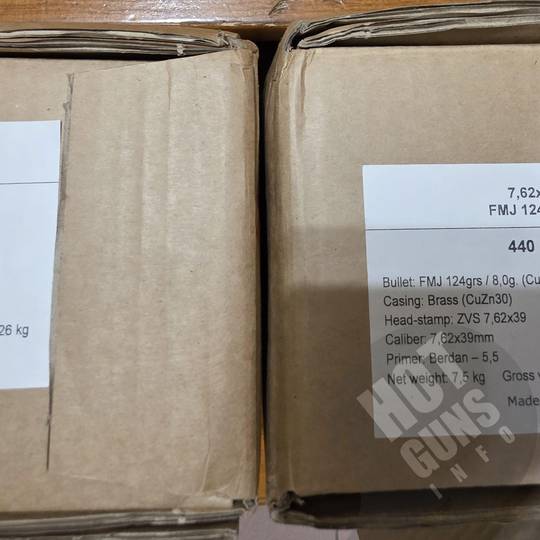 26 kg
7,62x
FMJ 124
440
Bullet: FMJ 124grs / 8,0g. (Cu
Casing: Brass (CuZn30)
Head-stamp: ZVS 7,62x39
Caliber: 7,62x39mm
Primer: Berdan – 5,5
Net weight: 7,5 kg Gross
Made
HOT
GUNS
INFO